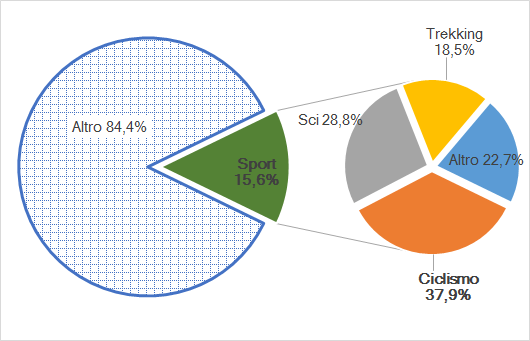 Trekking
18,5%
Altro 84,4%
Sci 28,8%
Sport
15,6%
Altro 22,7%
Ciclismo
37,9%